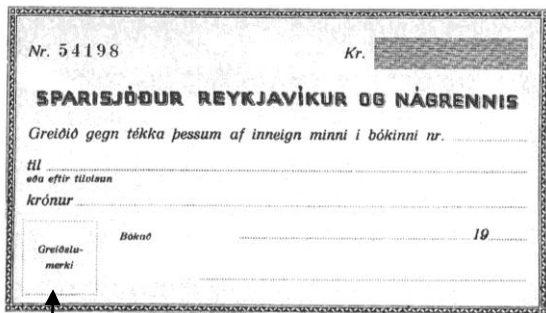 Nr. 54198 Kr.
SPARISJÓÐUR REYKJAVÍKUR OG NÁGRENNIS
Greiðið gegn tékka þessum af inneign minni í bókinni nr.
til
eða eftir tilvísun
krónur
Bókað 19
Greiðslu-
merki